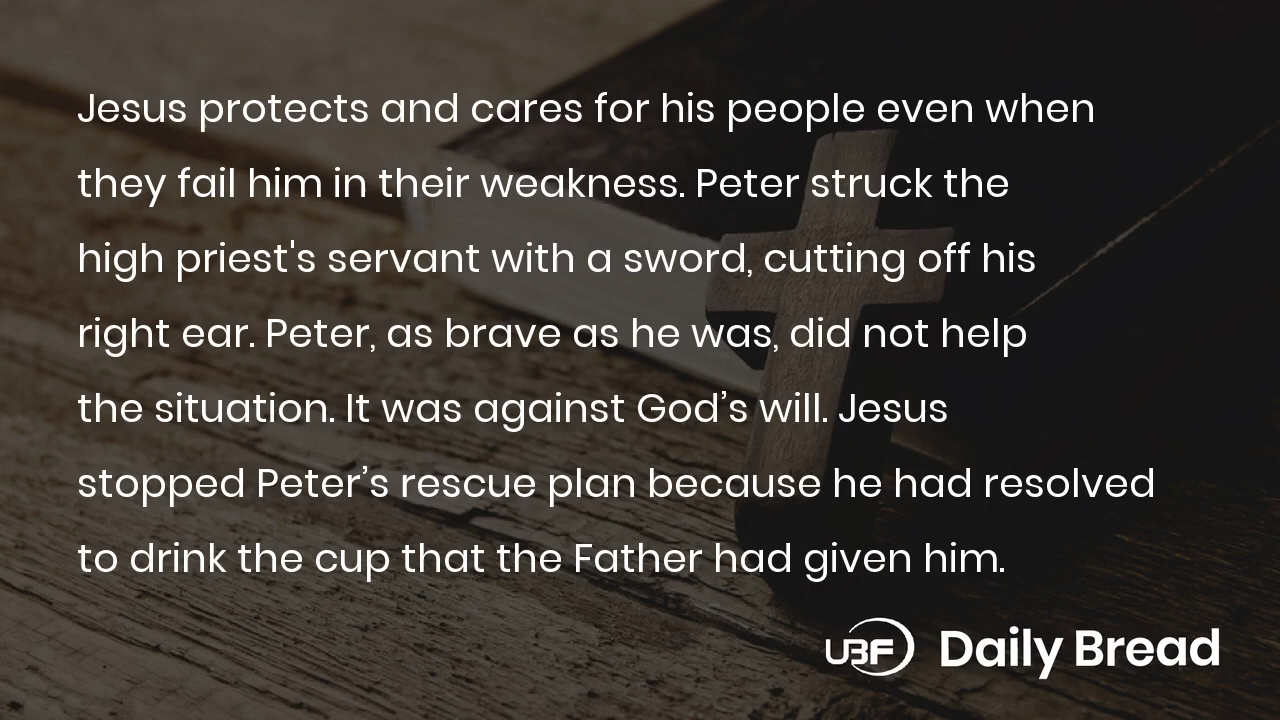 Jesus protects and cares for his people even when
they fail him in their weakness. Peter struck the
high priest's servant with a sword, cutting off his
right ear. Peter, as brave as he was, did not help
the situation. It was against God’s will. Jesus
stopped Peter’s rescue plan because he had resolved
to drink the cup that the Father had given him.
UBF Daily Bread